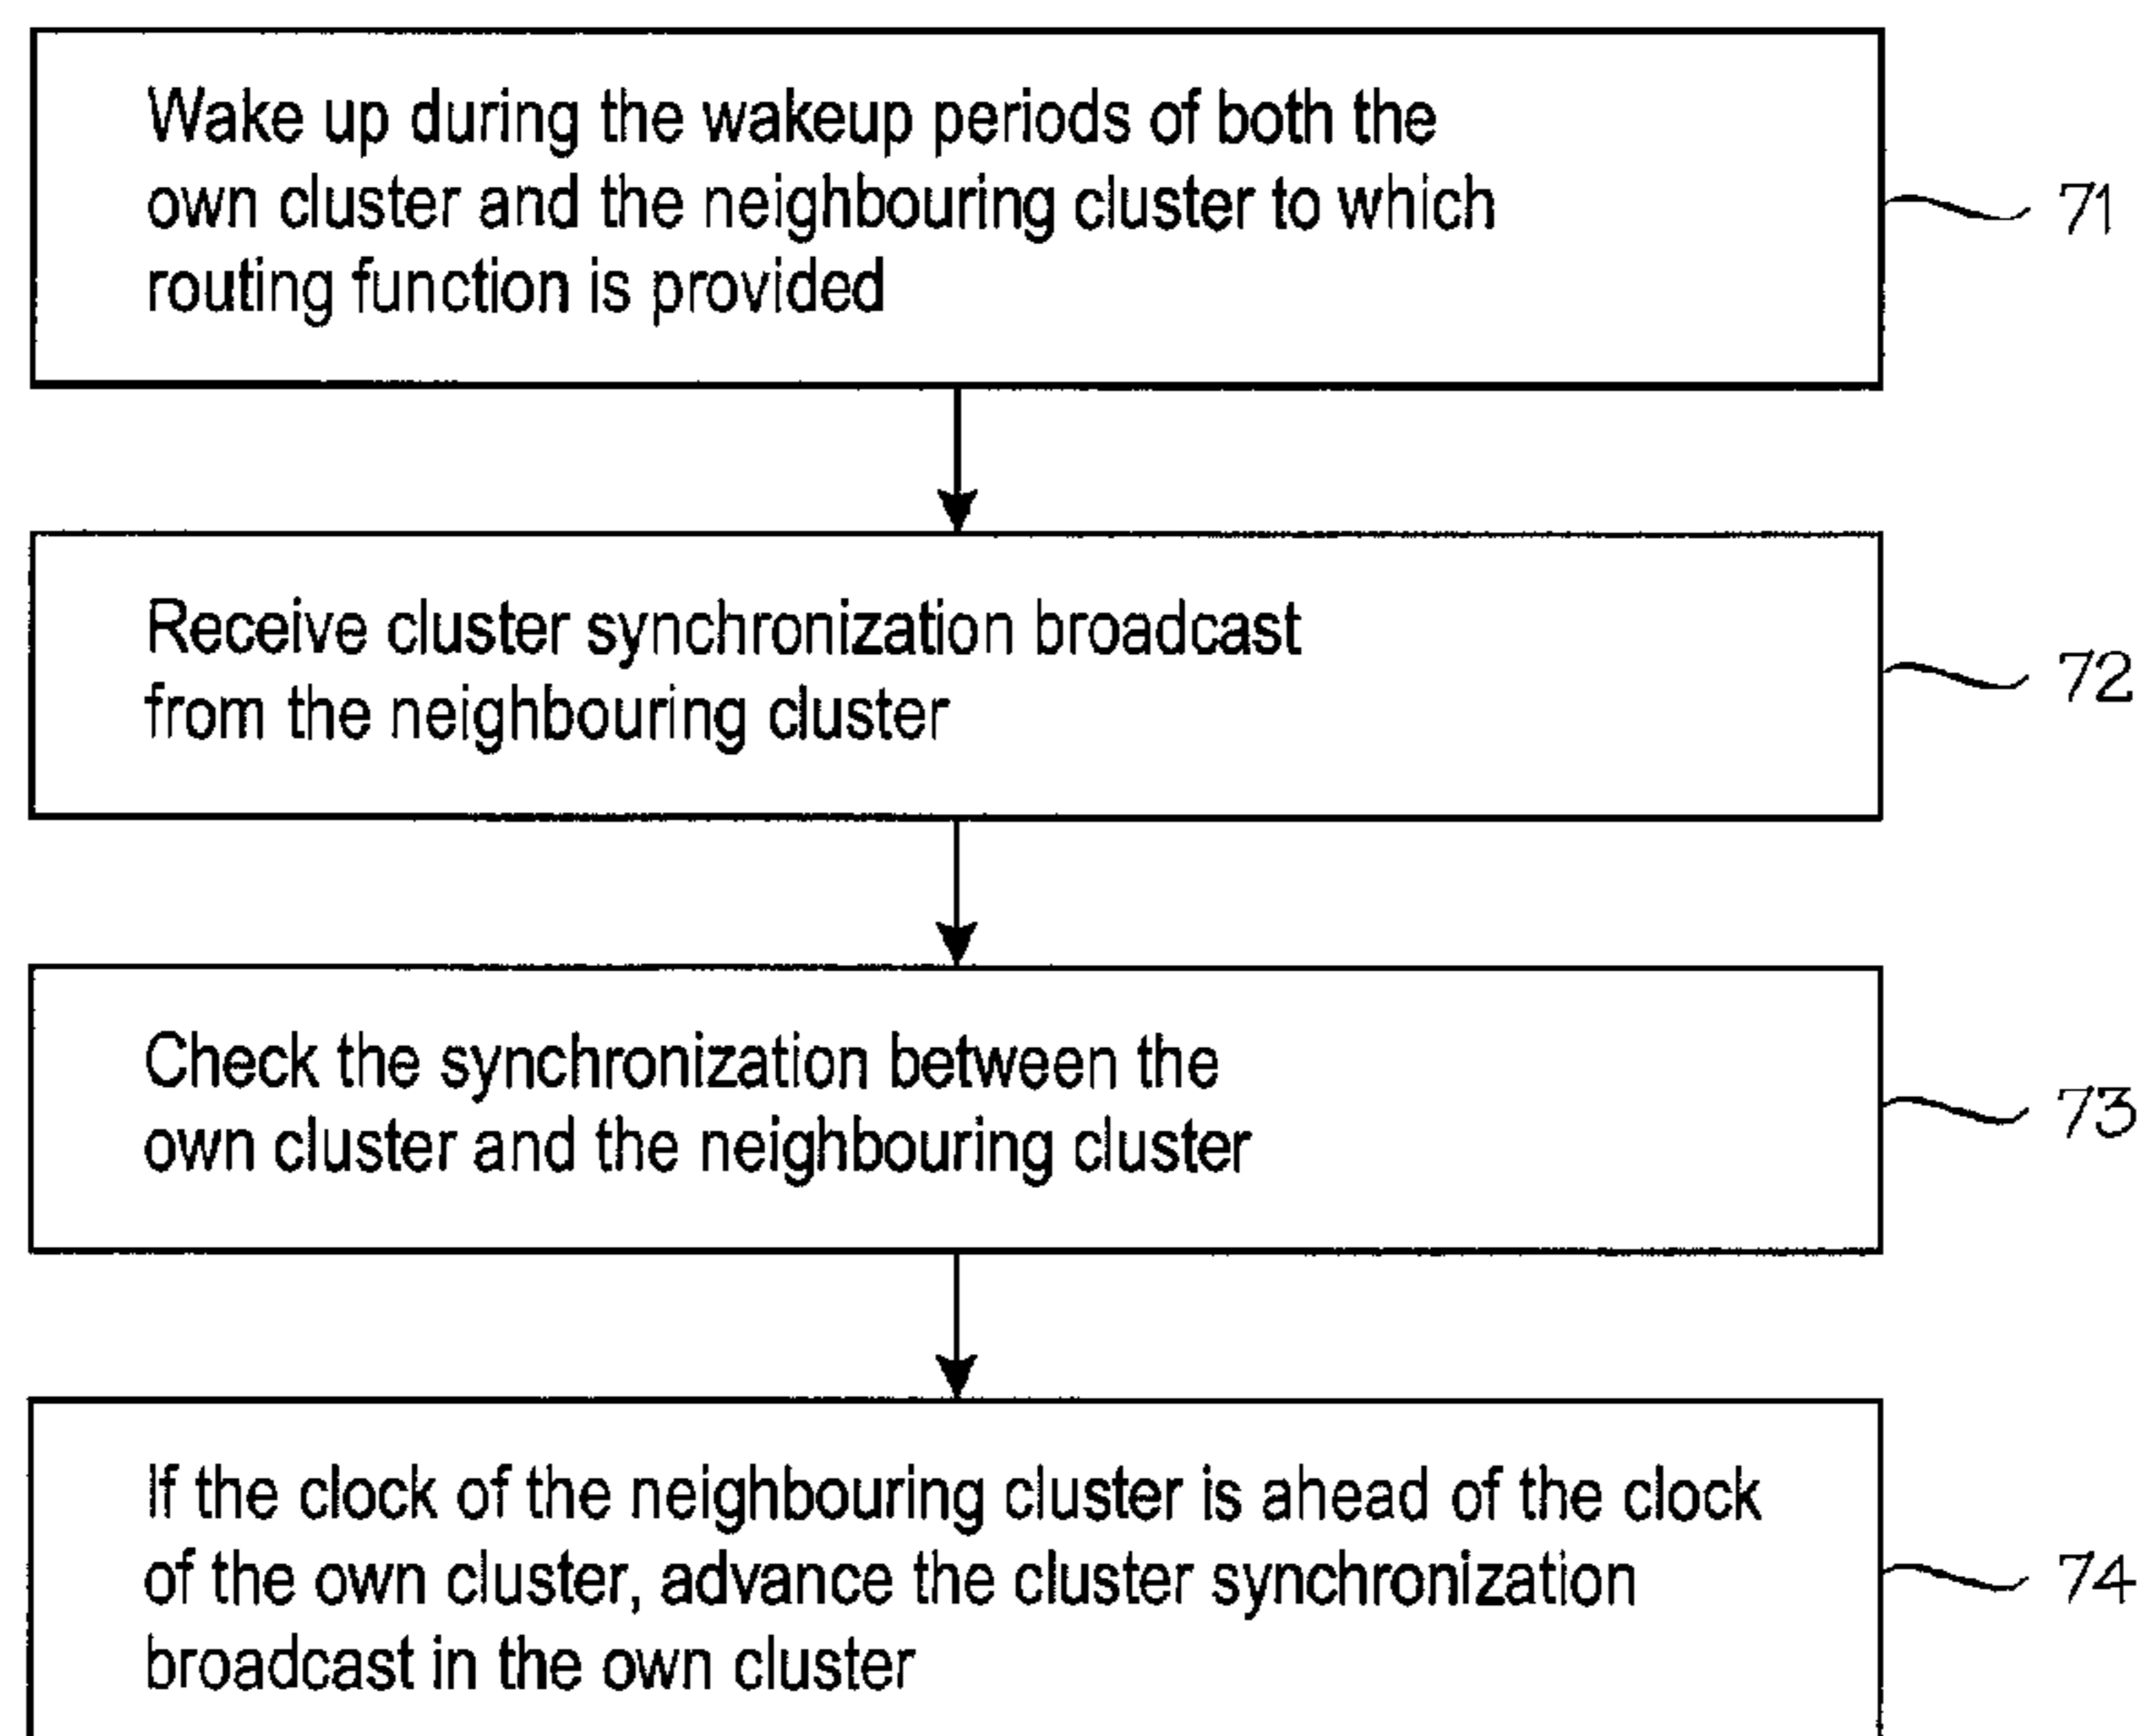 Wake up during the wakeup periods of both the
own cluster and the neighbouring cluster to which
routing function is provided
71
Receive cluster synchronization broadcast
from the neighbouring cluster
72
Check the synchronization between the
own cluster and the neighbouring cluster
73
If the clock of the neighbouring cluster is ahead of the clock
of the own cluster, advance the cluster synchronization
broadcast in the own cluster
74